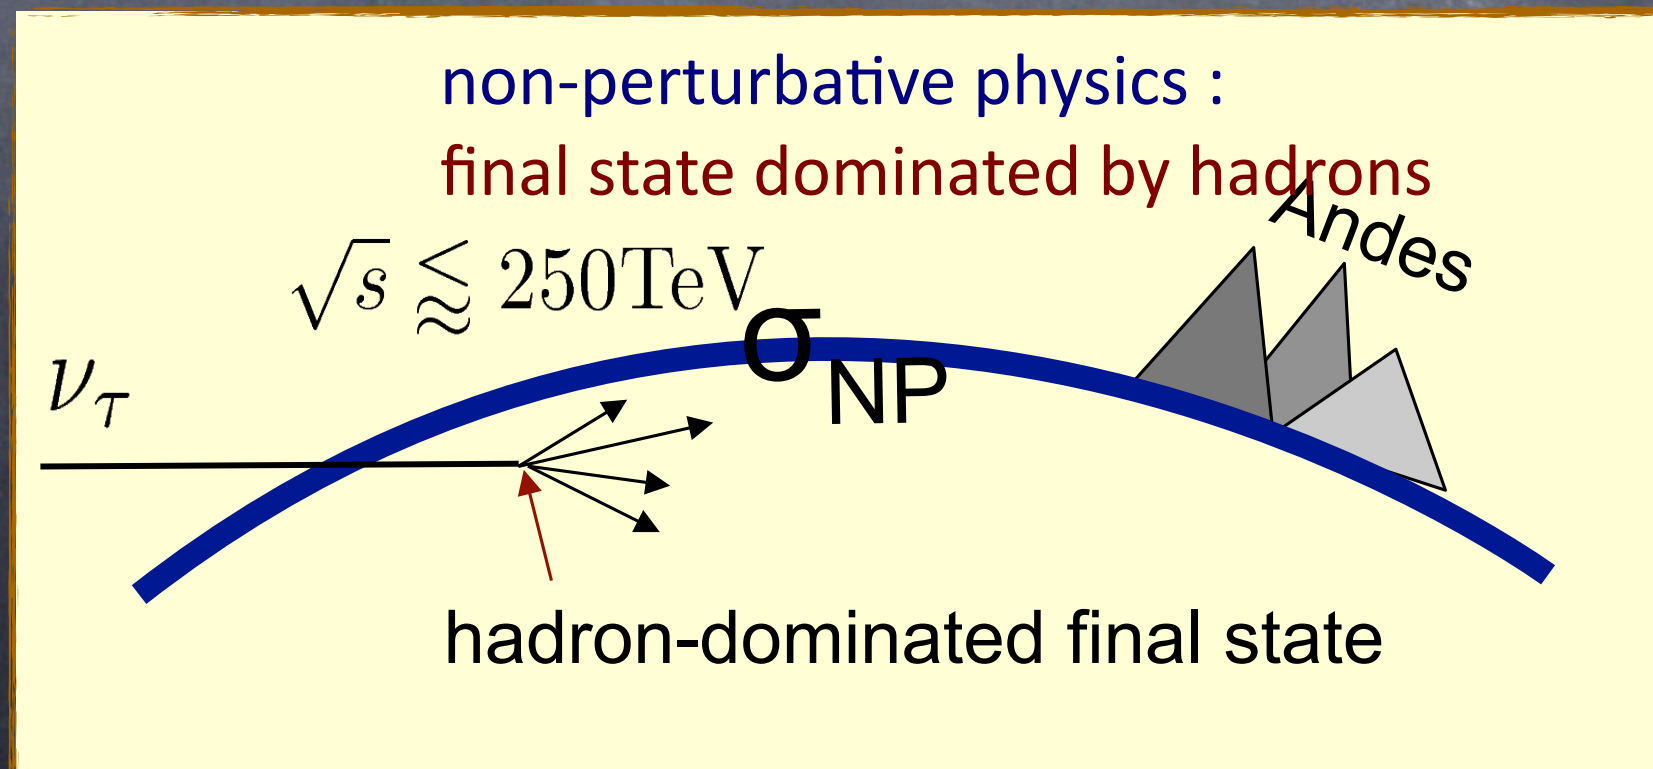 non-perturbative physics :
final state dominated by hadrons
Andes
√s ⪅ 250TeV
σNP
ντ
hadron-dominated final state